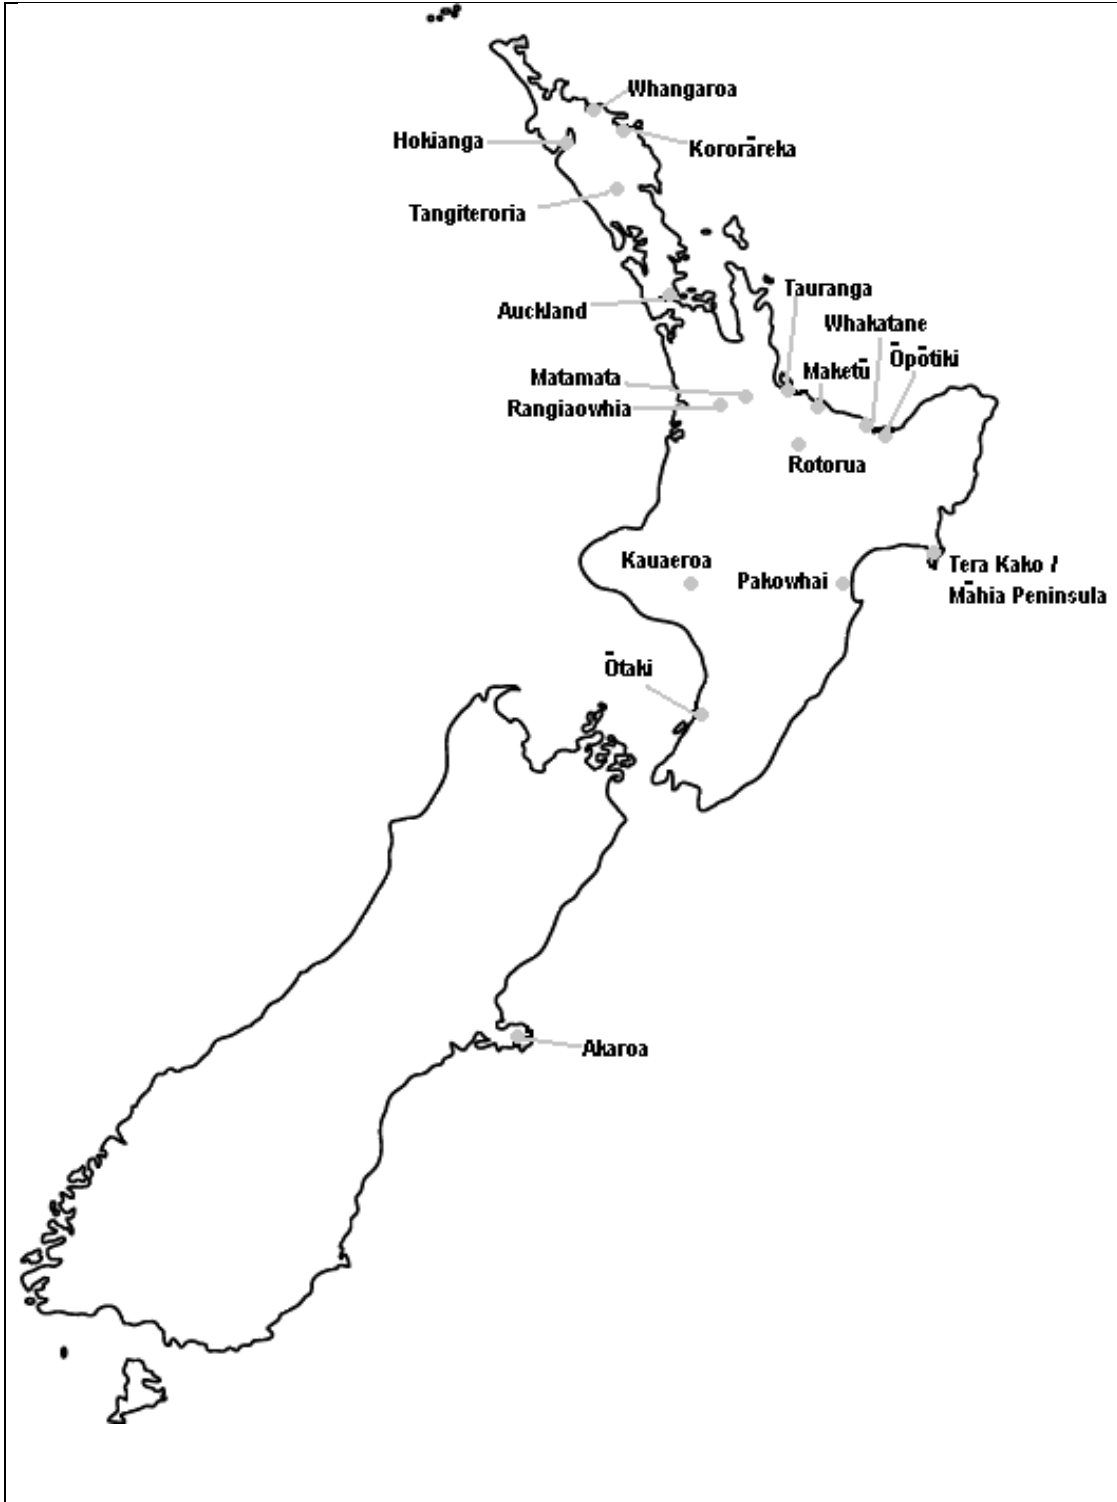 Whangaroa
Hokianga
Kororāreka
Tangiteroria
Tauranga
Auckland
Whakatane
Ōpōtiki
Maketū
Matamata
Rangiaowhia
Rotorua
Kauaeroa
Pakowhai
Tera Kako /
Māhia Peninsula
Ōtaki
Akaroa